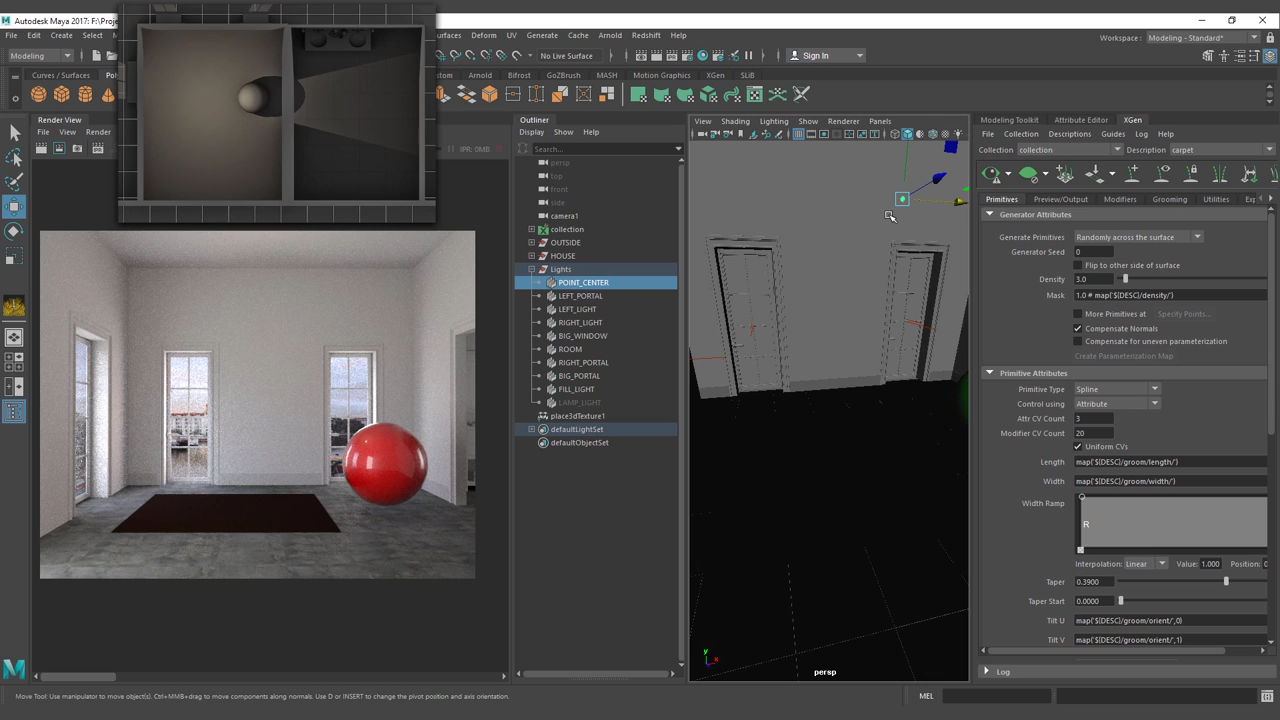 Autodesk Maya 2017: F:\Proje
File Edit Create Select
urfaces Deform UV Generate Cache Arnold Redshift Help
Workspace : Modeling - Standard*
Modeling
No Live Surface
Sign In
Curves / Surfaces
stom Arnold Bifrost GoZBrush MASH Motion Graphics XGen SLiB
Render View
File View Render
IPR: 0MB
Outliner
Display Show Help
Search...
persp
top
front
side
camera1
collection
OUTSIDE
HOUSE
Lights
POINT_CENTER
LEFT_PORTAL
LEFT_LIGHT
RIGHT_LIGHT
BIG_WINDOW
ROOM
RIGHT_PORTAL
BIG_PORTAL
FILL_LIGHT
LAMP_LIGHT
place3dTexture1
defaultLightSet
defaultObjectSet
View Shading Lighting Show Renderer Panels
y
x
persp
Modeling Toolkit Attribute Editor XGen
File Collection Descriptions Guides Log Help
Collection collection Description carpet
Primitives Preview/Output Modifiers Grooming Utilities Exp
Generator Attributes
Generate Primitives Randomly across the surface
Generator Seed 0
Flip to other side of surface
Density 3.0
Mask 1.0 # map('${DESC}/density/')
More Primitives at Specify Points...
Compensate Normals
Compensate for uneven parameterization
Create Parameterization Map
Primitive Attributes
Primitive Type Spline
Control using Attribute
Attr CV Count 3
Modifier CV Count 20
Uniform CVs
Length map('${DESC}/groom/length/')
Width map('${DESC}/groom/width/')
Width Ramp
R
Interpolation: Linear Value: 1.000 Position: 0
Taper 0.3900
Taper Start 0.0000
Tilt U map('${DESC}/groom/orient/',0)
Tilt V map('${DESC}/groom/orient/',1)
Log
Move Tool: Use manipulator to move object(s). Ctrl+MMB+drag to move components along normals. Use D or INSERT to change the pivot position and axis orientation.
MEL